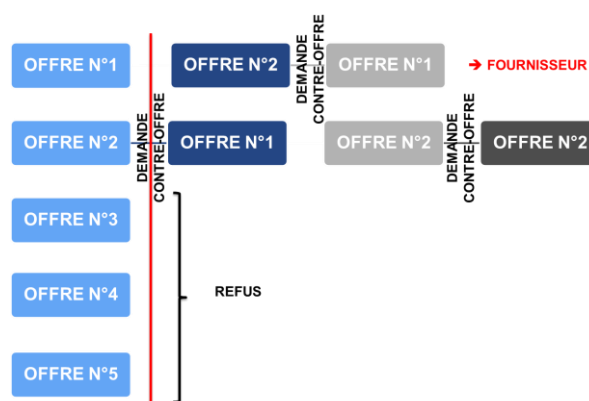 OFFRE N°1
OFFRE N°2
DEMANDE
CONTRE-OFFRE
OFFRE N°1
➔ FOURNISSEUR
OFFRE N°2
DEMANDE
CONTRE-OFFRE
OFFRE N°1
OFFRE N°2
DEMANDE
CONTRE-OFFRE
OFFRE N°2
OFFRE N°3
REFUS
OFFRE N°4
OFFRE N°5